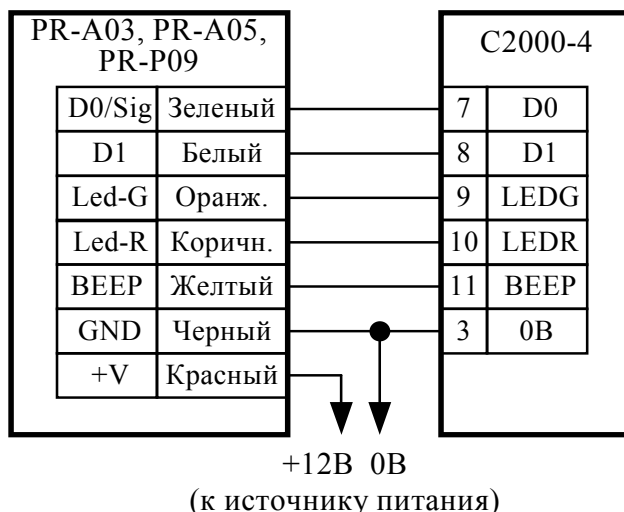 PR-A03, PR-A05,
PR-P09
C2000-4
D0/Sig Зеленый 7 D0
D1 Белый 8 D1
Led-G Оранж. 9 LEDG
Led-R Коричн. 10 LEDR
BEEP Желтый 11 BEEP
GND Черный 3 0В
+V Красный
+12В 0В
(к источнику питания)